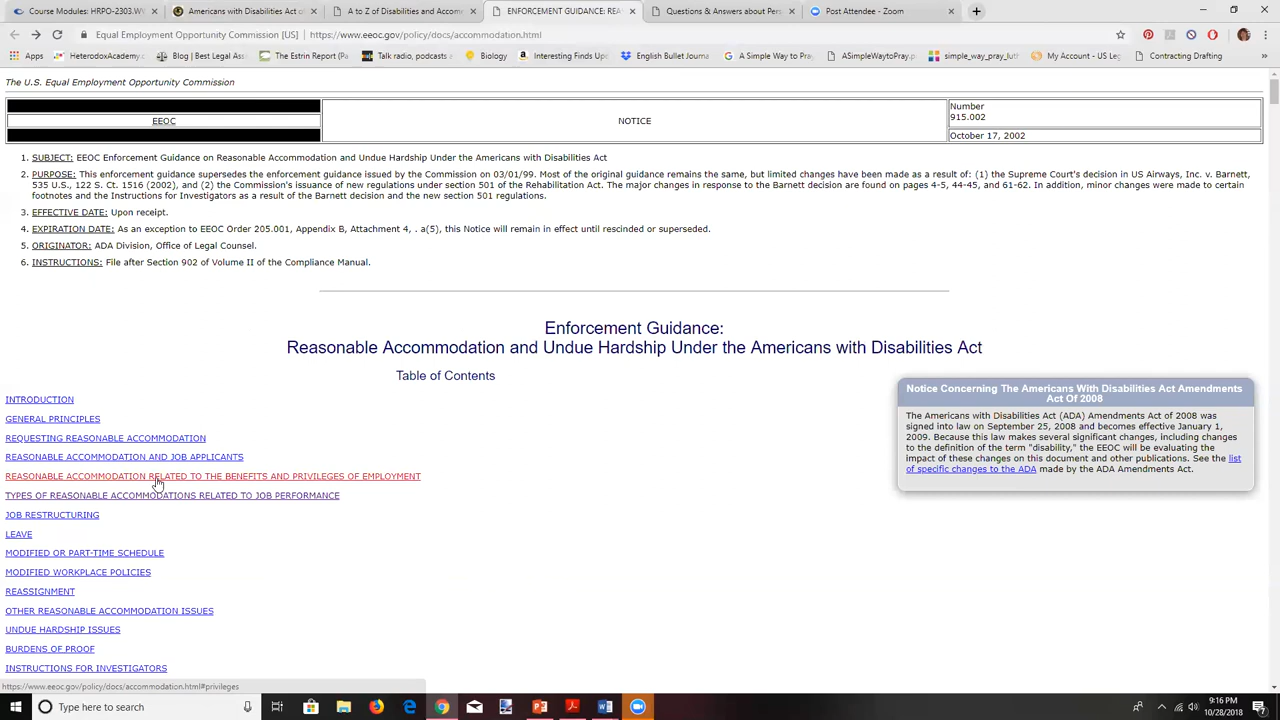 Course Modules: HRPO-2303.WV
Americans with Disabilities Act of
A to Z of Disabilities and Accomm
ENFORCEMENT GUIDANCE: REA
Questions & Answers about Pers
Post Attendee - Zoom
Equal Employment Opportunity Commission [US] | https://www.eeoc.gov/policy/docs/accommodation.html
Apps
HeterodoxAcademy.c
Blog | Best Legal Assis
The Estrin Report (Pa
Talk radio, podcasts,
Biology
Interesting Finds Upd
English Bullet Journal
A Simple Way to Pray
ASimpleWaytoPray.pd
simple_way_pray_luth
My Account - US Lega
Contracting Drafting
The U.S. Equal Employment Opportunity Commission
EEOC
NOTICE
Number
915.002
October 17, 2002
1. SUBJECT: EEOC Enforcement Guidance on Reasonable Accommodation and Undue Hardship Under the Americans with Disabilities Act
2. PURPOSE: This enforcement guidance supersedes the enforcement guidance issued by the Commission on 03/01/99. Most of the original guidance remains the same, but limited changes have been made as a result of: (1) the Supreme Court's decision in US Airways, Inc. v. Barnett,
535 U.S., 122 S. Ct. 1516 (2002), and (2) the Commission's issuance of new regulations under section 501 of the Rehabilitation Act. The major changes in response to the Barnett decision are found on pages 4-5, 44-45, and 61-62. In addition, minor changes were made to certain
footnotes and the Instructions for Investigators as a result of the Barnett decision and the new section 501 regulations.
3. EFFECTIVE DATE: Upon receipt.
4. EXPIRATION DATE: As an exception to EEOC Order 205.001, Appendix B, Attachment 4, . a(5), this Notice will remain in effect until rescinded or superseded.
5. ORIGINATOR: ADA Division, Office of Legal Counsel.
6. INSTRUCTIONS: File after Section 902 of Volume II of the Compliance Manual.
Enforcement Guidance:
Reasonable Accommodation and Undue Hardship Under the Americans with Disabilities Act
Table of Contents
INTRODUCTION
GENERAL PRINCIPLES
REQUESTING REASONABLE ACCOMMODATION
REASONABLE ACCOMMODATION AND JOB APPLICANTS
REASONABLE ACCOMMODATION RELATED TO THE BENEFITS AND PRIVILEGES OF EMPLOYMENT
TYPES OF REASONABLE ACCOMMODATIONS RELATED TO JOB PERFORMANCE
JOB RESTRUCTURING
LEAVE
MODIFIED OR PART-TIME SCHEDULE
MODIFIED WORKPLACE POLICIES
REASSIGNMENT
OTHER REASONABLE ACCOMMODATION ISSUES
UNDUE HARDSHIP ISSUES
BURDENS OF PROOF
INSTRUCTIONS FOR INVESTIGATORS
Notice Concerning The Americans With Disabilities Act Amendments
Act Of 2008
The Americans with Disabilities Act (ADA) Amendments Act of 2008 was
signed into law on September 25, 2008 and becomes effective January 1,
2009. Because this law makes several significant changes, including changes
to the definition of the term "disability," the EEOC will be evaluating the
impact of these changes on this document and other publications. See the list
of specific changes to the ADA made by the ADA Amendments Act.
https://www.eeoc.gov/policy/docs/accommodation.html#privileges
Type here to search
9:16 PM
10/28/2018